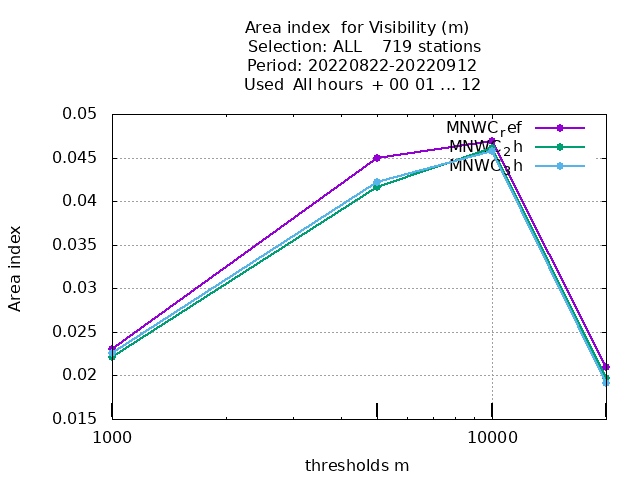 Area index  for Visibility (m)
Selection: ALL    719 stations
Period: 20220822-20220912
Used  All hours  + 00 01 ... 12
0.05
0.045
0.04
0.035
0.03
0.025
0.02
0.015
1000
10000
Area index
thresholds m
MNWC_ref
MNWC_2h
MNWC_3h